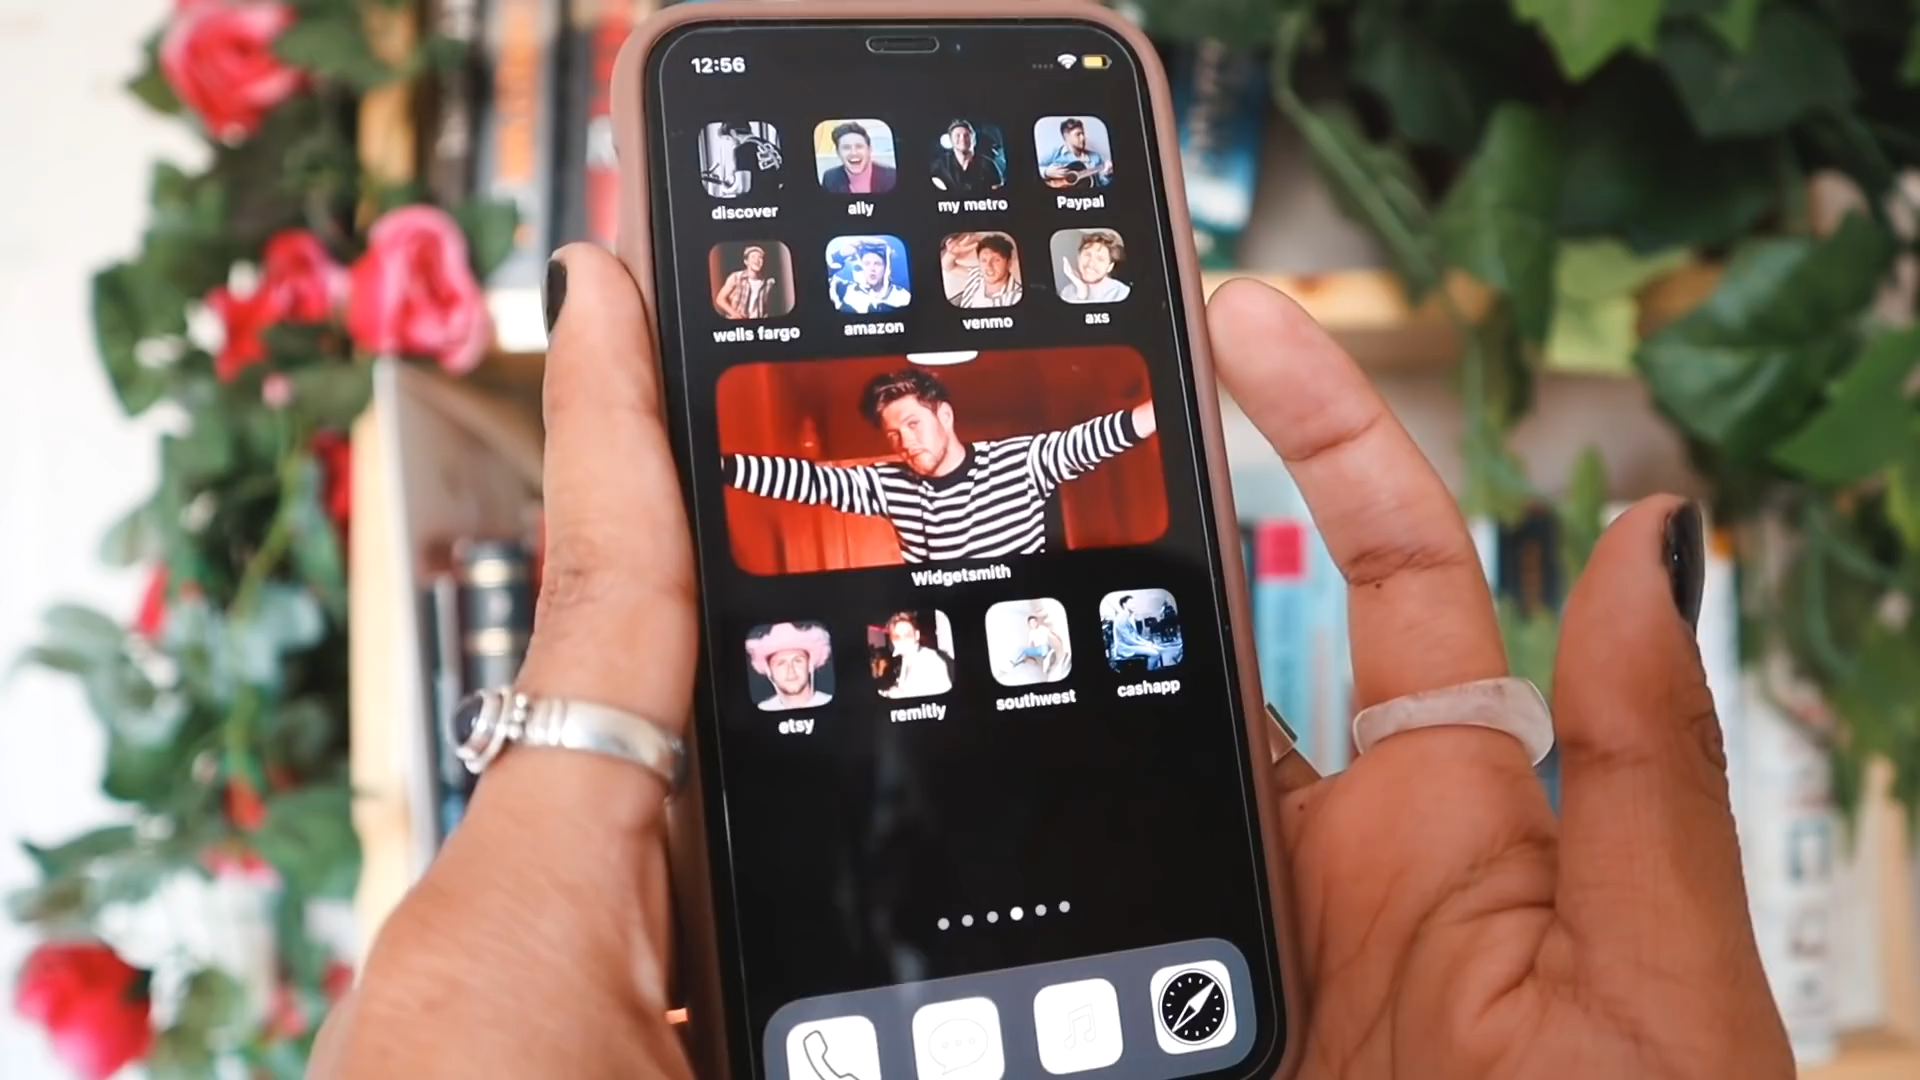 12:56
discover ally my metro Paypal
wells fargo amazon venmo axs
Widgetsmith
etsy remitly southwest cashapp